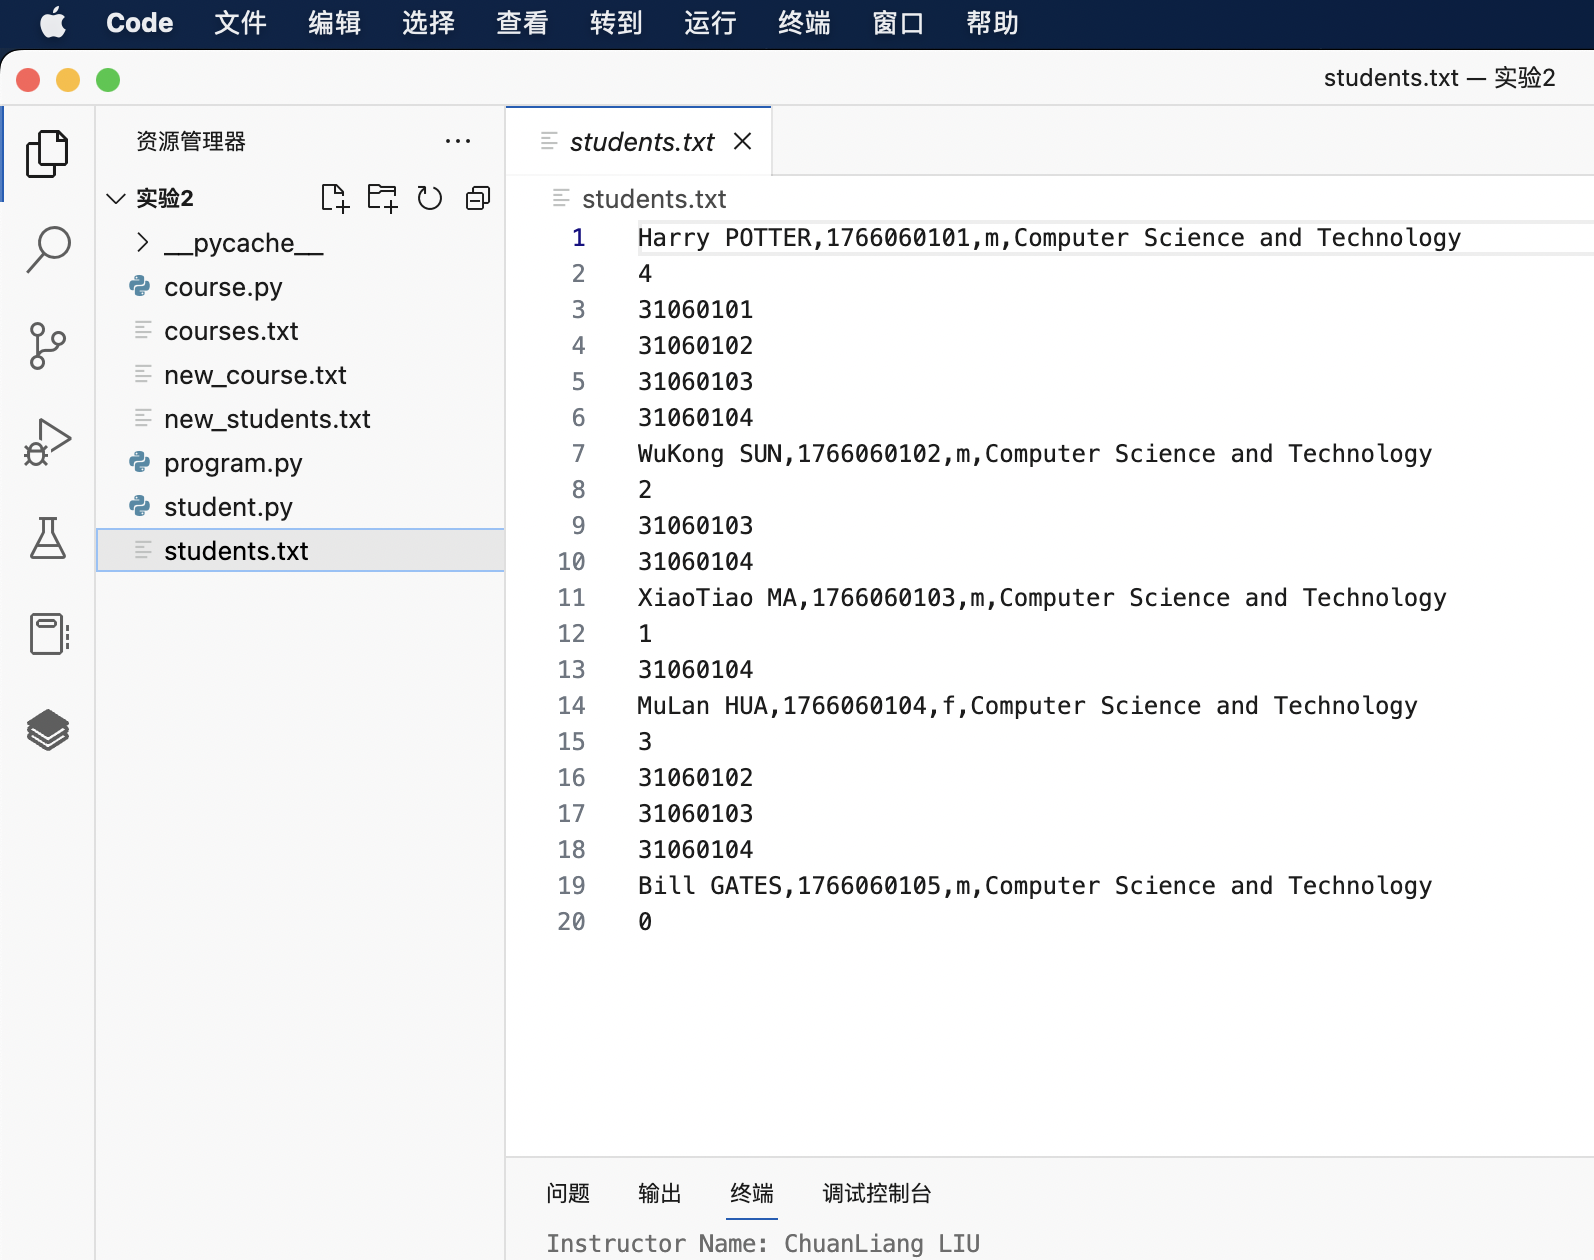 Code 文件 编辑 选择 查看 转到 运行 终端 窗口 帮助
students.txt — 实验2
资源管理器 ···
实验2
__pycache__
course.py
courses.txt
new_course.txt
new_students.txt
program.py
student.py
students.txt
students.txt
students.txt
1 Harry POTTER,1766060101,m,Computer Science and Technology
2 4
3 31060101
4 31060102
5 31060103
6 31060104
7 WuKong SUN,1766060102,m,Computer Science and Technology
8 2
9 31060103
10 31060104
11 XiaoTiao MA,1766060103,m,Computer Science and Technology
12 1
13 31060104
14 MuLan HUA,1766060104,f,Computer Science and Technology
15 3
16 31060102
17 31060103
18 31060104
19 Bill GATES,1766060105,m,Computer Science and Technology
20 0
问题 输出 终端 调试控制台
Instructor Name: ChuanLiang LIU